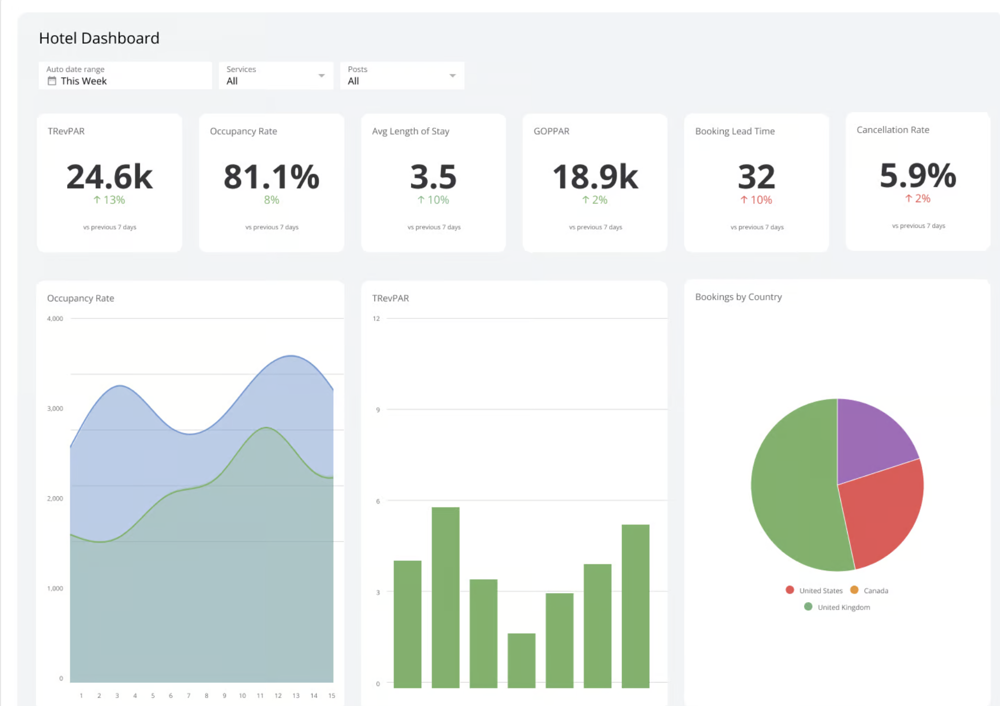 Hotel Dashboard
Auto date range
This Week
Services
All
Posts
All
TRevPAR
24.6k
↑ 13%
vs previous 7 days
Occupancy Rate
81.1%
8%
vs previous 7 days
Avg Length of Stay
3.5
↑ 10%
vs previous 7 days
GOPPAR
18.9k
↑ 2%
vs previous 7 days
Booking Lead Time
32
↑ 10%
vs previous 7 days
Cancellation Rate
5.9%
↑ 2%
vs previous 7 days
Occupancy Rate
4,000
3,000
2,000
1,000
0
1 2 3 4 5 6 7 8 9 10 11 12 13 14 15
TRevPAR
12
9
6
3
0
Bookings by Country
United States Canada
United Kingdom